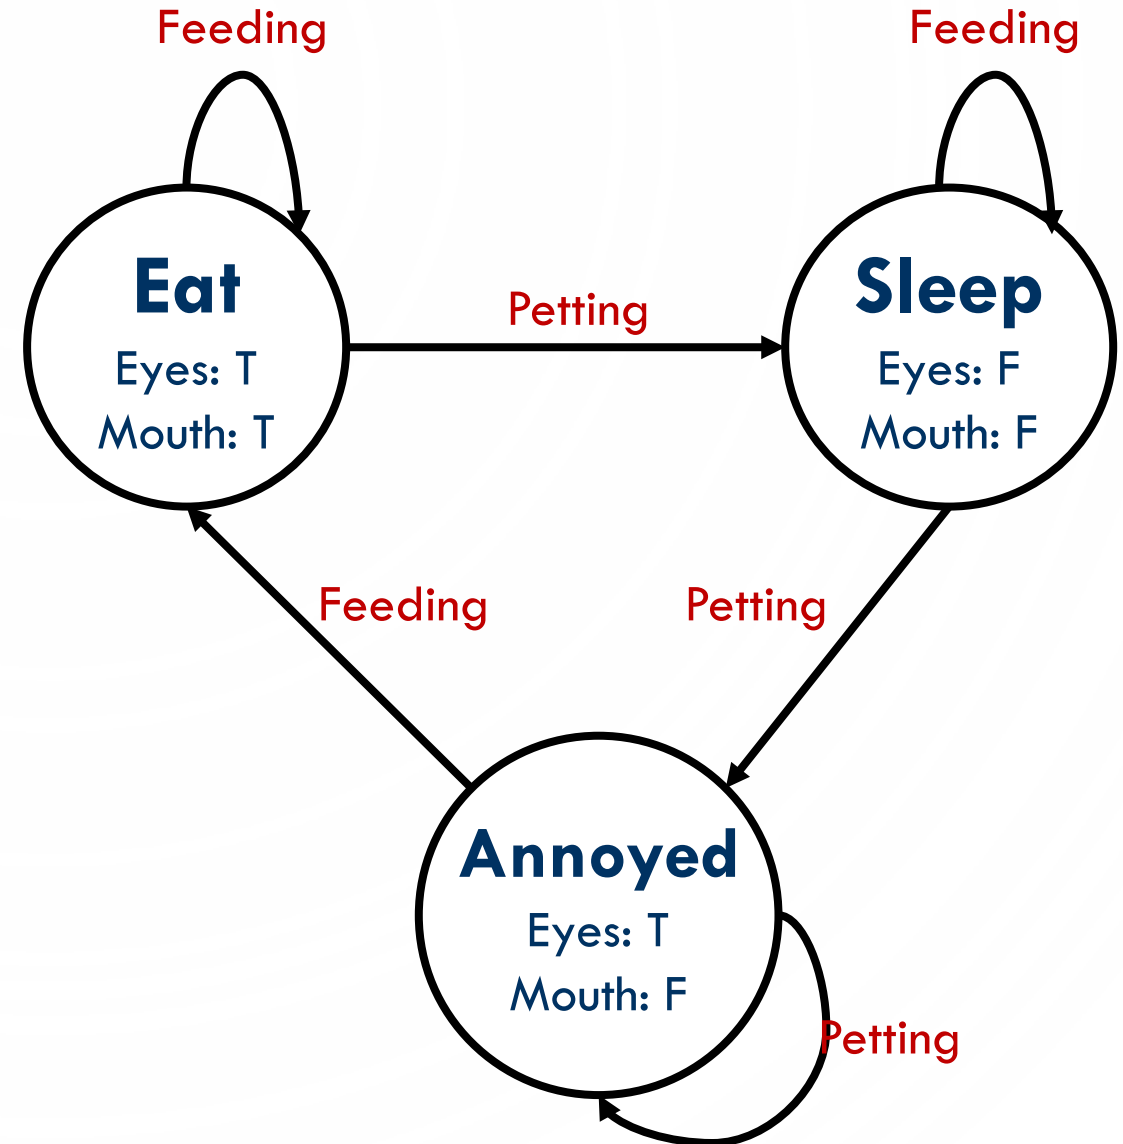 Feeding
Feeding
Eat
Eyes: T
Mouth: T
Petting
Sleep
Eyes: F
Mouth: F
Feeding
Petting
Annoyed
Eyes: T
Mouth: F
Petting